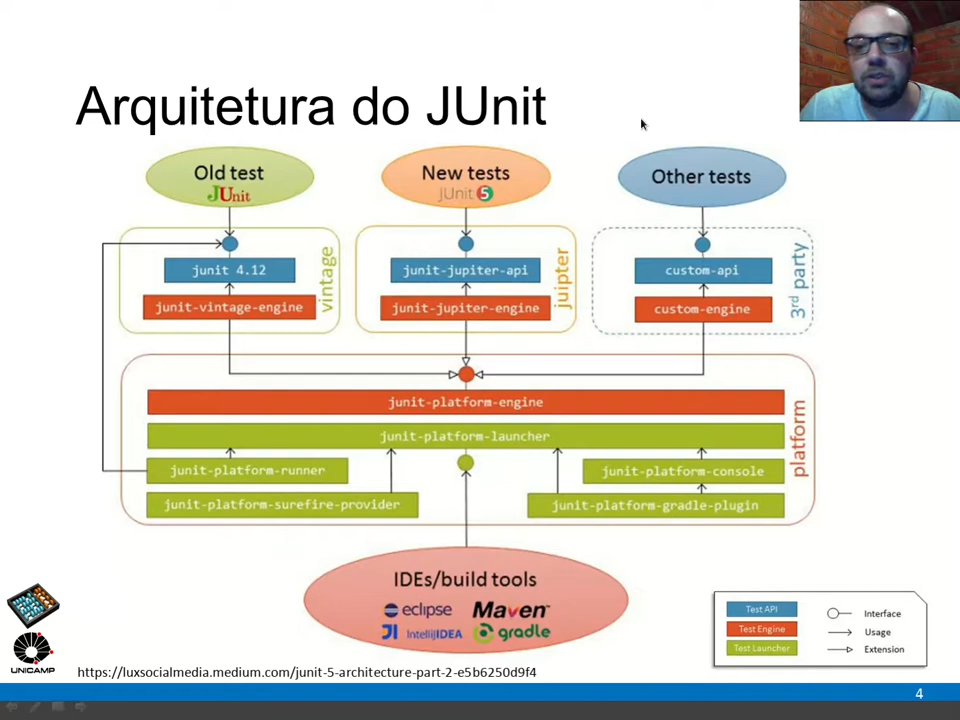 Arquitetura do JUnit
Old test
JUnit
New tests
JUnit 5
Other tests
junit 4.12
junit-vintage-engine
vintage
junit-jupiter-api
junit-jupiter-engine
juipter
custom-api
custom-engine
3rd party
junit-platform-engine
junit-platform-launcher
junit-platform-runner
junit-platform-console
junit-platform-surefire-provider
junit-platform-gradle-plugin
platform
IDEs/build tools
eclipse
Maven™
IntelliJIDEA
gradle
Test API
Test Engine
Test Launcher
Interface
Usage
Extension
UNICAMP
https://luxsocialmedia.medium.com/junit-5-architecture-part-2-e5b6250d9f4
4